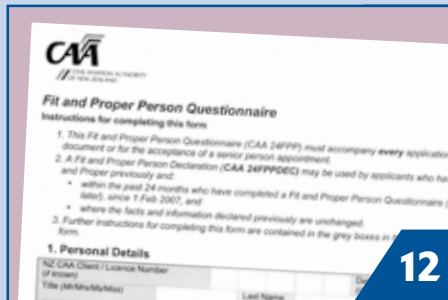 CAA
CIVIL AVIATION AUTHORITY
OF NEW ZEALAND
Fit and Proper Person Questionnaire
Instructions for completing this form
1. This Fit and Proper Person Questionnaire (CAA 24FPP) must accompany every application
document or for the acceptance of a senior person appointment.
2. A Fit and Proper Person Declaration (CAA 24FPPDEC) may be used by applicants who hav
and Proper previously and:
• within the past 24 months who have completed a Fit and Proper Person Questionnaire (
later), since 1 Feb 2007, and
• where the facts and information declared previously are unchanged.
3. Further instructions for completing this form are contained in the grey boxes in
form.
1. Personal Details
NZ CAA Client / Licence Number
(if known)
Title (Mr/Mrs/Ms/Miss)
Last Name
12